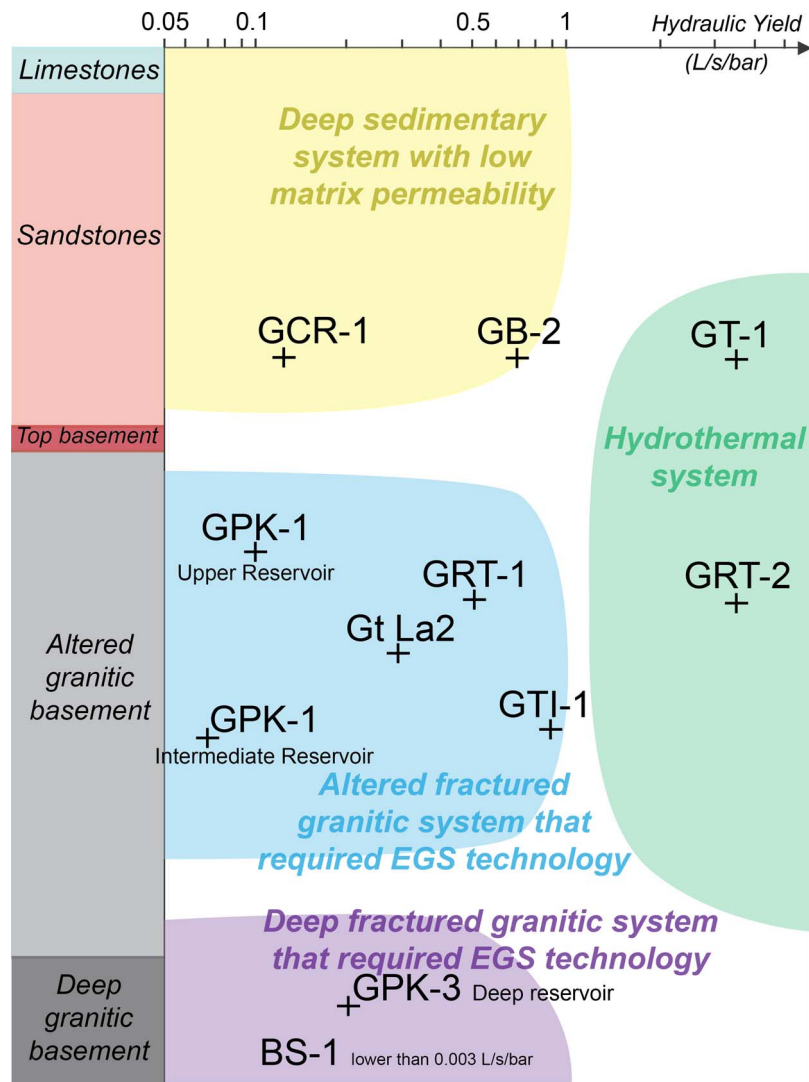 0.05 0.1 0.5 1 Hydraulic Yield
(L/s/bar)
Limestones
Deep sedimentary
system with low
matrix permeability
Sandstones
GCR-1 GB-2 GT-1
Top basement
Hydrothermal
system
GPK-1
Upper Reservoir
GRT-1 GRT-2
Gt La2
Altered
granitic
basement
GPK-1 GTI-1
Intermediate Reservoir
Altered fractured
granitic system that
required EGS technology
Deep fractured granitic system
that required EGS technology
Deep
granitic
basement
GPK-3 Deep reservoir
BS-1 lower than 0.003 L/s/bar